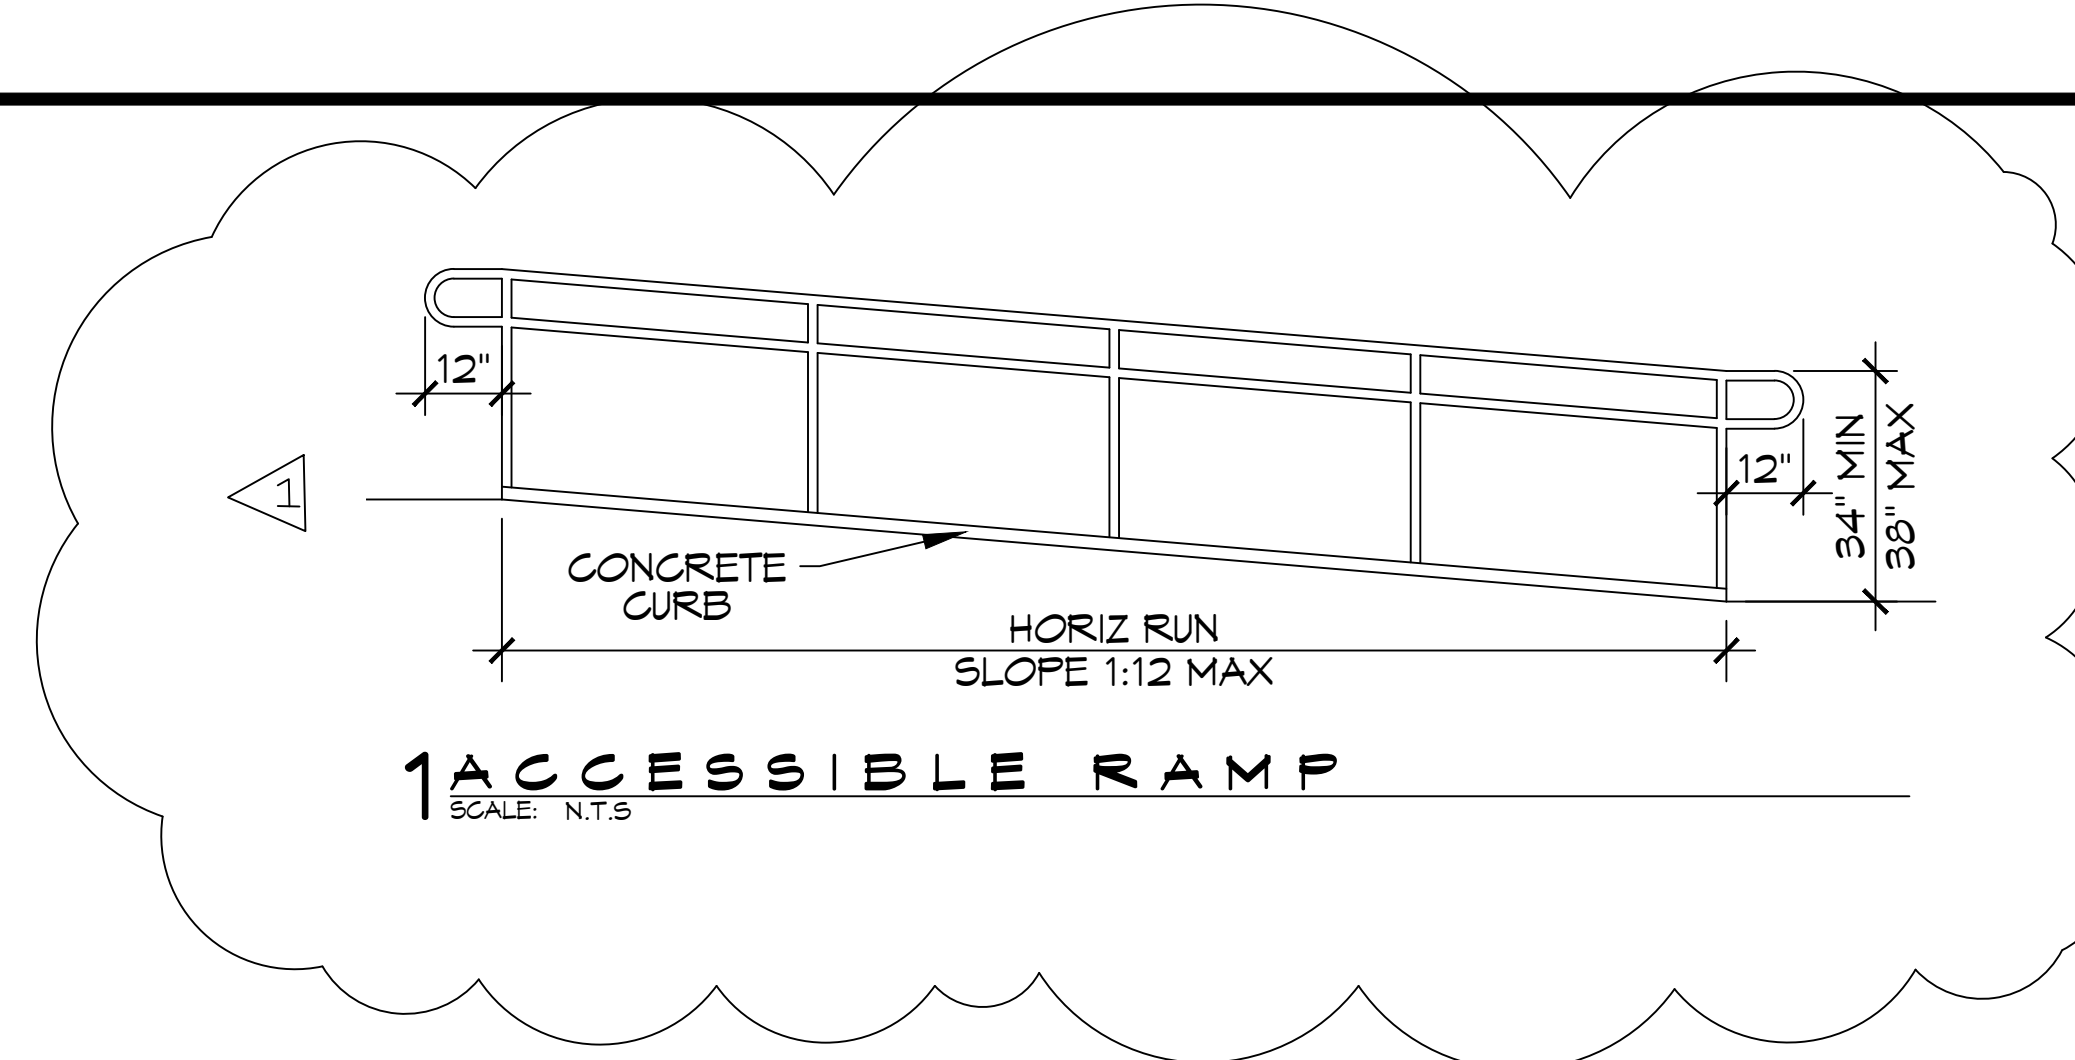 12"
12"
34" MIN
38" MAX
1
CONCRETE
CURB
HORIZ RUN
SLOPE 1:12 MAX
1 ACCESSIBLE RAMP
SCALE: N.T.S